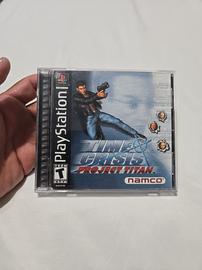 PlayStation
TIME
CRISIS
PROJECT TITAN
namco
T